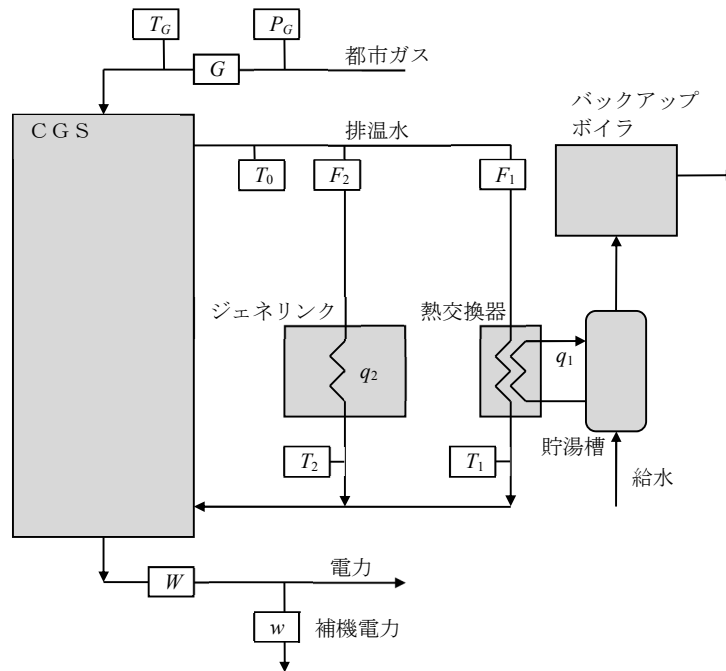 T_G
P_G
G
都市ガス
ＣＧＳ
排温水
T_0
F_2
F_1
バックアップ
ボイラ
ジェネリンク
熱交換器
q_2
q_1
T_2
T_1
貯湯槽
給水
W
電力
w
補機電力